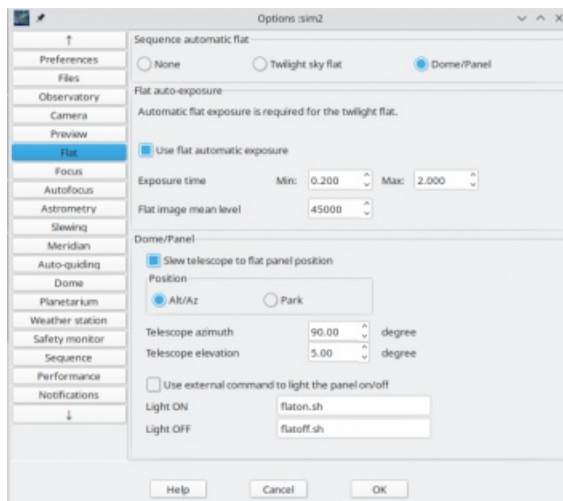 Options :sim2
↑
Preferences
Files
Observatory
Camera
Preview
Flat
Focus
Autofocus
Astrometry
Slewing
Meridian
Auto-guiding
Dome
Planetarium
Weather station
Safety monitor
Sequence
Performance
Notifications
↓
Sequence automatic flat
None Twilight sky flat Dome/Panel
Flat auto-exposure
Automatic flat exposure is required for the twilight flat.
Use flat automatic exposure
Exposure time Min: 0.200 Max: 2.000
Flat image mean level 45000
Dome/Panel
Slew telescope to flat panel position
Position
Alt/Az Park
Telescope azimuth 90.00 degree
Telescope elevation 5.00 degree
Use external command to light the panel on/off
Light ON flaton.sh
Light OFF flatoff.sh
Help Cancel OK